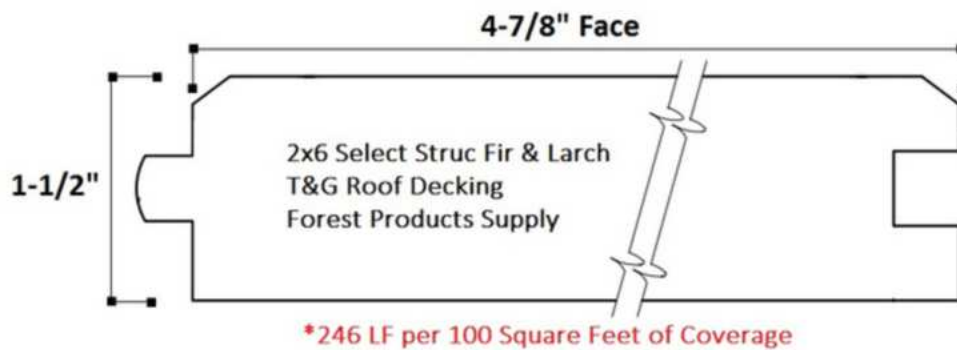 4-7/8" Face
1-1/2"
2x6 Select Struc Fir & Larch
T&G Roof Decking
Forest Products Supply
*246 LF per 100 Square Feet of Coverage